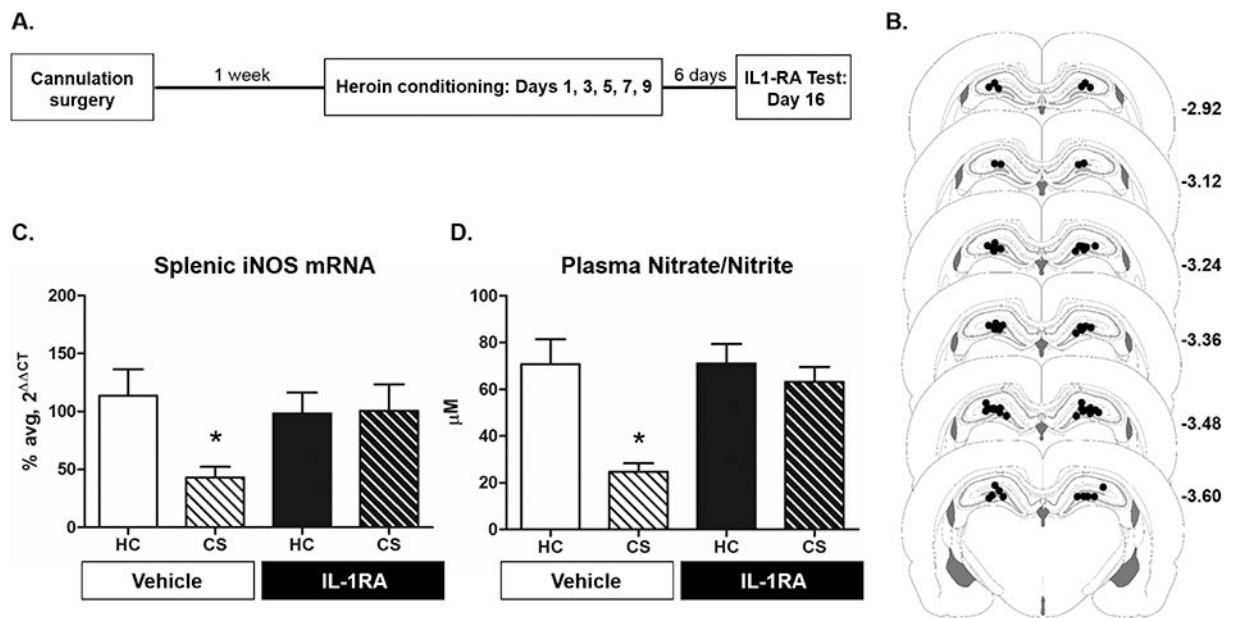 A.
Cannulation
surgery
1 week
Heroin conditioning: Days 1, 3, 5, 7, 9
6 days
IL1-RA Test:
Day 16
B.
-2.92
-3.12
-3.24
-3.36
-3.48
-3.60
C.
Splenic iNOS mRNA
% avg, 2^ΔΔCT
200
150
100
50
0
*
HC CS HC CS
Vehicle IL-1RA
D.
Plasma Nitrate/Nitrite
μM
100
80
60
40
20
0
*
HC CS HC CS
Vehicle IL-1RA